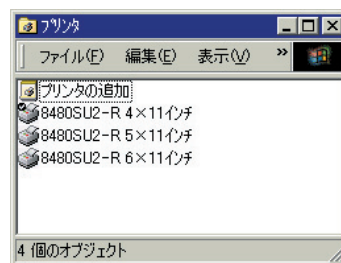 プリンタ
ファイル(F) 編集(E) 表示(V) »
プリンタの追加
8480SU2-R 4×11インチ
8480SU2-R 5×11インチ
8480SU2-R 6×11インチ
4 個のオブジェクト